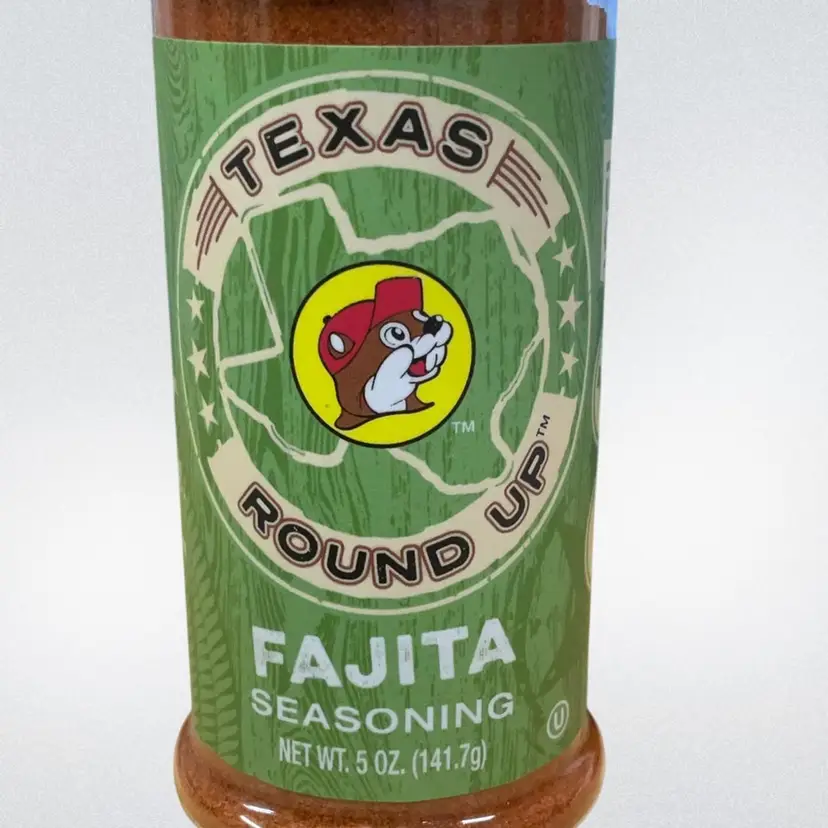 TEXAS
TM
ROUND UP™
FAJITA
SEASONING
U
NET WT. 5 OZ. (141.7g)